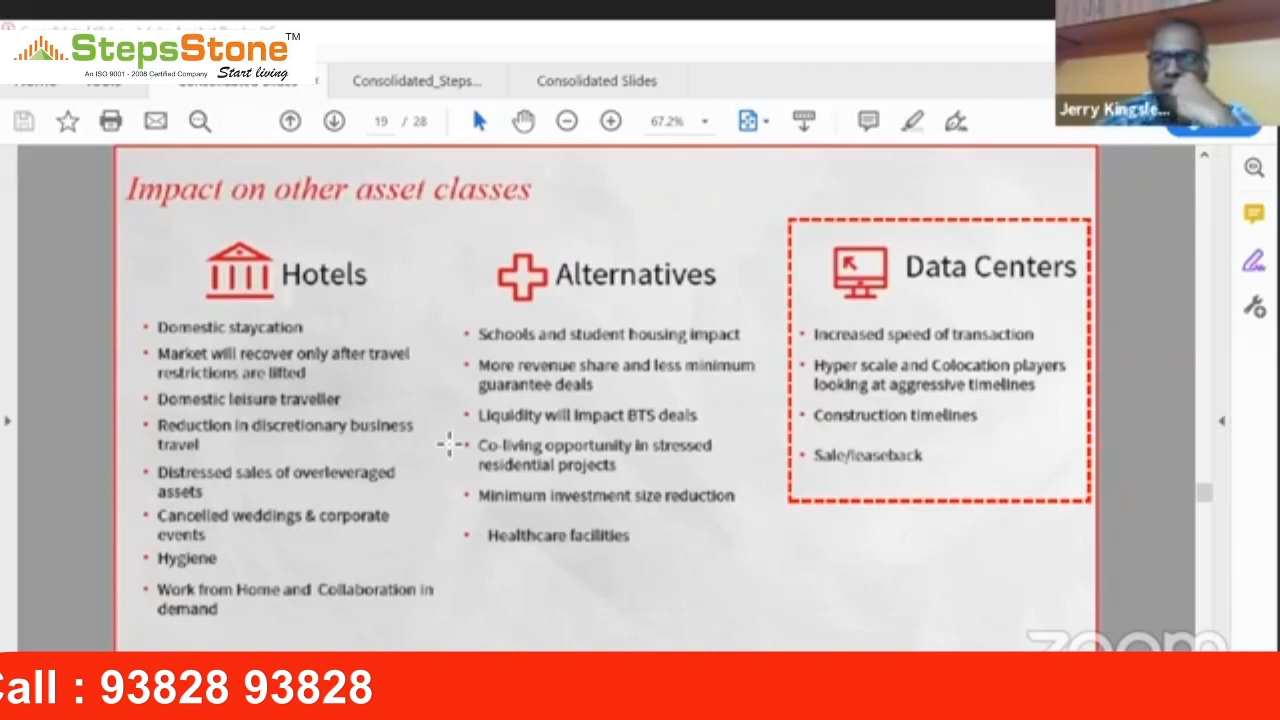 StepsStone™
An ISO 9001 - 2008 Certified Company Start living
Consolidated_Steps...
Consolidated Slides
19 / 28
67.2%
Jerry Kingsle...
Impact on other asset classes
Hotels
• Domestic staycation
• Market will recover only after travel
restrictions are lifted
• Domestic leisure traveller
• Reduction in discretionary business
travel
• Distressed sales of overleveraged
assets
• Cancelled weddings & corporate
events
• Hygiene
• Work from Home and Collaboration in
demand
Alternatives
• Schools and student housing impact
• More revenue share and less minimum
guarantee deals
• Liquidity will impact BTS deals
• Co-living opportunity in stressed
residential projects
• Minimum investment size reduction
• Healthcare facilities
Data Centers
• Increased speed of transaction
• Hyper scale and Colocation players
looking at aggressive timelines
• Construction timelines
• Sale/leaseback
zoom
Call : 93828 93828